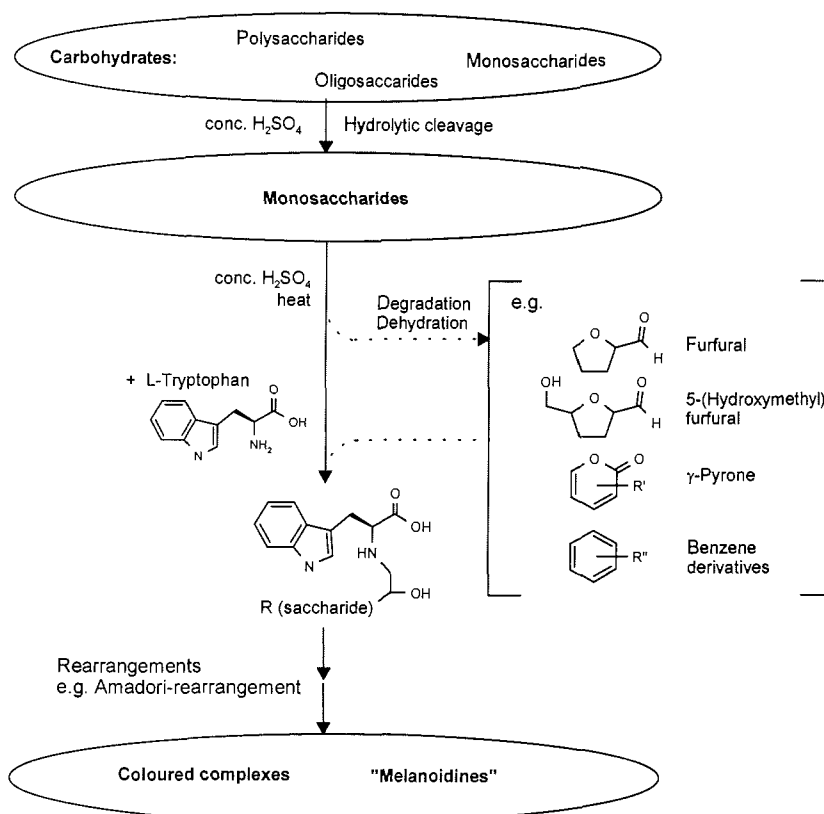 Polysaccharides
Carbohydrates:
Monosaccharides
Oligosaccarides
conc. H₂SO₄ Hydrolytic cleavage
Monosaccharides
conc. H₂SO₄
heat
Degradation
Dehydration
e.g.
O
O
H
Furfural
+ L-Tryptophan
O
OH
NH₂
N
OH
O
O
H
5-(Hydroxymethyl)
furfural
O
O
R'
γ-Pyrone
O
OH
HN
N
OH
R (saccharide)
R"
Benzene
derivatives
Rearrangements
e.g. Amadori-rearrangement
Coloured complexes "Melanoidines"